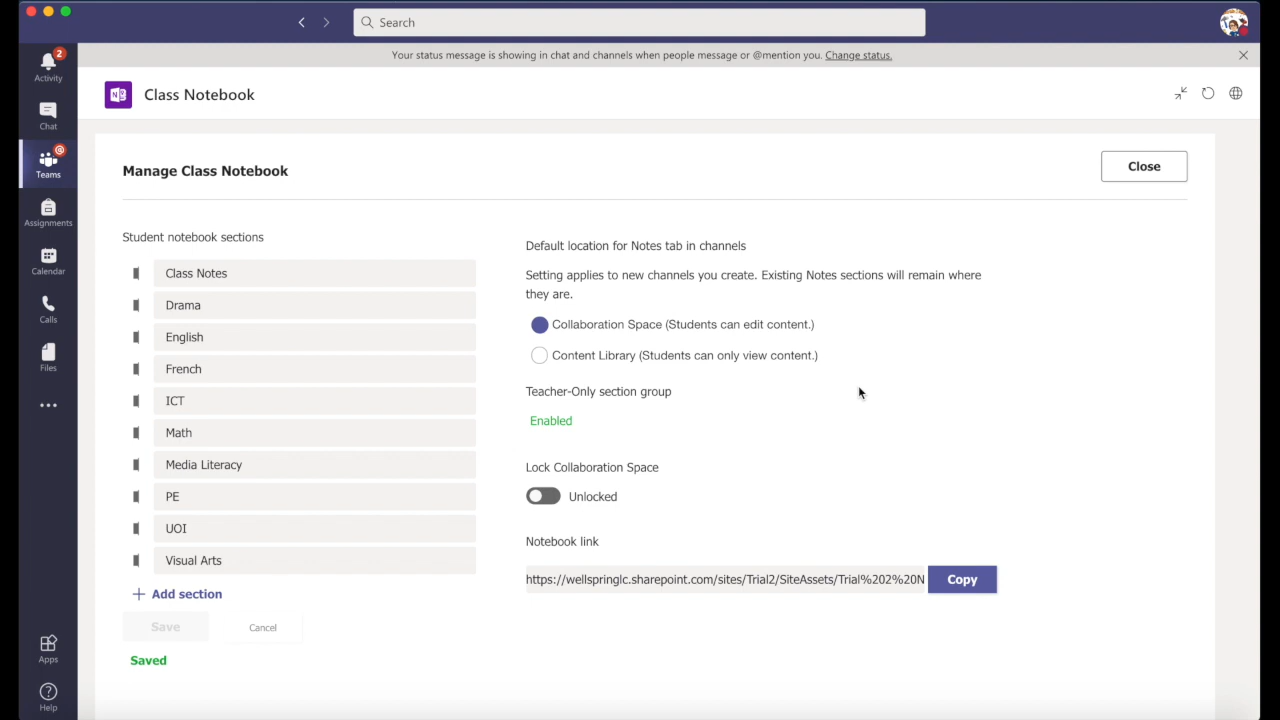 Search
Your status message is showing in chat and channels when people message or @mention you. Change status.
2
Activity
Chat
@
Teams
Assignments
Calendar
Calls
Files
Apps
Help
N
Class Notebook
Manage Class Notebook
Close
Student notebook sections
Class Notes
Drama
English
French
ICT
Math
Media Literacy
PE
UOI
Visual Arts
+ Add section
Save
Cancel
Saved
Default location for Notes tab in channels
Setting applies to new channels you create. Existing Notes sections will remain where
they are.
Collaboration Space (Students can edit content.)
Content Library (Students can only view content.)
Teacher-Only section group
Enabled
Lock Collaboration Space
Unlocked
Notebook link
https://wellspringlc.sharepoint.com/sites/Trial2/SiteAssets/Trial%202%20N
Copy